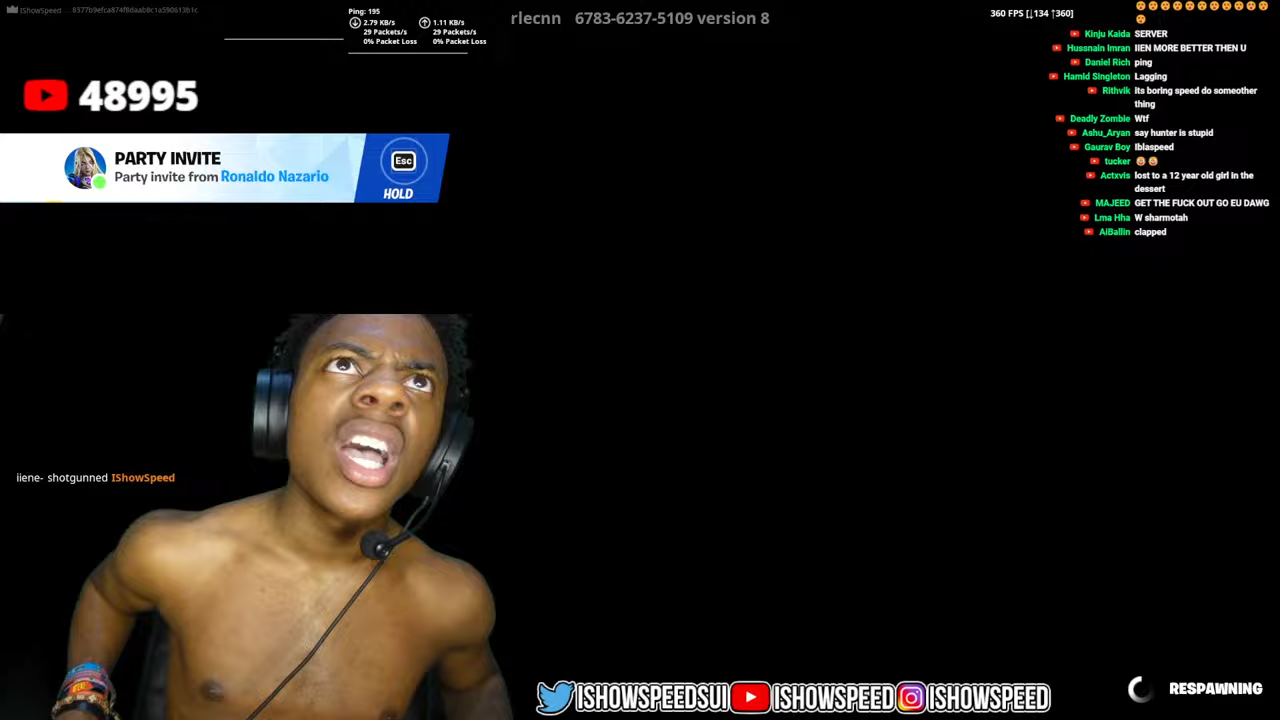 IShowSpeed 8377b9efca874f8daab8c1a590613b1c
Ping: 195
2.79 KB/s 1.11 KB/s
29 Packets/s 29 Packets/s
0% Packet Loss 0% Packet Loss
rlecnn 6783-6237-5109 version 8
360 FPS [↓134 ↑360]
Kinju Kaida SERVER
Hussnain Imran IIEN MORE BETTER THEN U
Daniel Rich ping
Hamid Singleton Lagging
Rithvik Its boring speed do someother
thing
Deadly Zombie Wtf
Ashu_Aryan say hunter is stupid
Gaurav Boy Iblaspeed
tucker
Actxvis lost to a 12 year old girl in the
dessert
MAJEED GET THE FUCK OUT GO EU DAWG
Lma Hha W sharmotah
AiBallin clapped
48995
PARTY INVITE
Party invite from Ronaldo Nazario
Esc
HOLD
iiene- shotgunned IShowSpeed
ISHOWSPEEDSUI ISHOWSPEED ISHOWSPEED
RESPAWNING